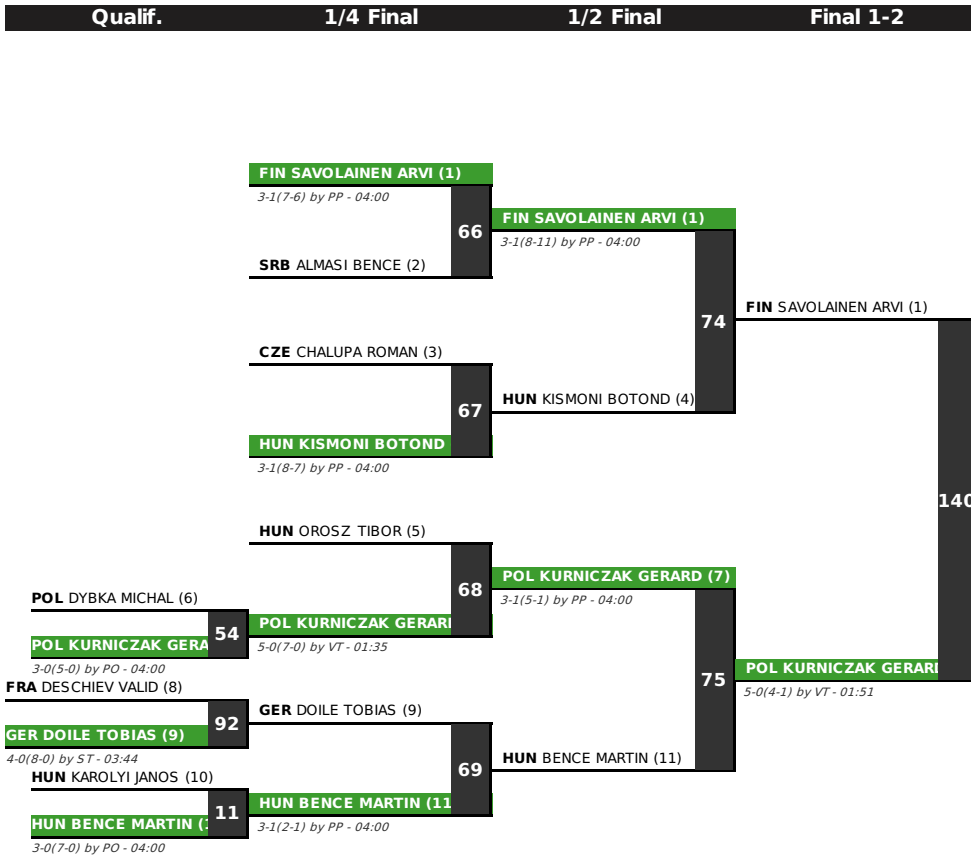 Qualif. 1/4 Final 1/2 Final Final 1-2
FIN SAVOLAINEN ARVI (1)
3-1(7-6) by PP - 04:00
66
SRB ALMASI BENCE (2)
FIN SAVOLAINEN ARVI (1)
3-1(8-11) by PP - 04:00
74
FIN SAVOLAINEN ARVI (1)
CZE CHALUPA ROMAN (3)
67
HUN KISMONI BOTOND
3-1(8-7) by PP - 04:00
HUN KISMONI BOTOND (4)
140
HUN OROSZ TIBOR (5)
68
POL KURNICZAK GERARD (7)
3-1(5-1) by PP - 04:00
POL DYBKA MICHAL (6)
54
POL KURNICZAK GERA
3-0(5-0) by PO - 04:00
POL KURNICZAK GERARD
5-0(7-0) by VT - 01:35
75
POL KURNICZAK GERARD
5-0(4-1) by VT - 01:51
FRA DESCHIEV VALID (8)
92
GER DOILE TOBIAS (9)
4-0(8-0) by ST - 03:44
GER DOILE TOBIAS (9)
69
HUN BENCE MARTIN (11)
HUN KAROLYI JANOS (10)
11
HUN BENCE MARTIN (1
3-0(7-0) by PO - 04:00
HUN BENCE MARTIN (11
3-1(2-1) by PP - 04:00